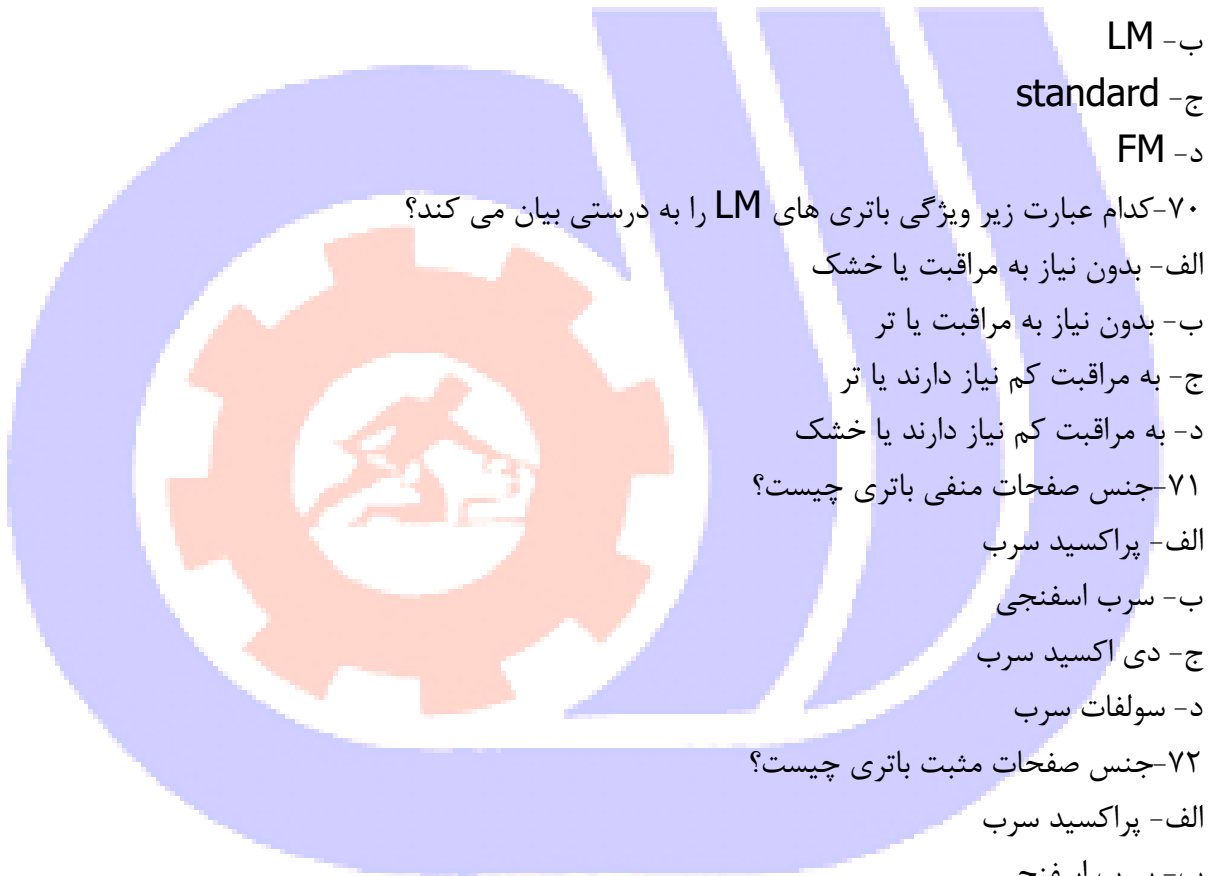 ب- LM
ج- standard
د- FM
۷۰-کدام عبارت زیر ویژگی باتری های LM را به درستی بیان می کند؟
الف- بدون نیاز به مراقبت یا خشک
ب- بدون نیاز به مراقبت یا تر
ج- به مراقبت کم نیاز دارند یا تر
د- به مراقبت کم نیاز دارند یا خشک
۷۱-جنس صفحات منفی باتری چیست؟
الف- پراکسید سرب
ب- سرب اسفنجی
ج- دی اکسید سرب
د- سولفات سرب
۷۲-جنس صفحات مثبت باتری چیست؟
الف- پراکسید سرب